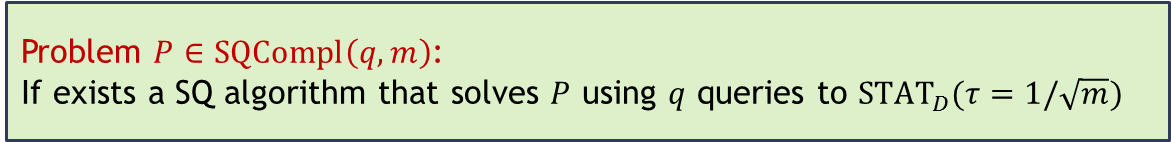 Problem P ∈ SQCompl(q, m):
If exists a SQ algorithm that solves P using q queries to STAT_D(τ = 1/√m)